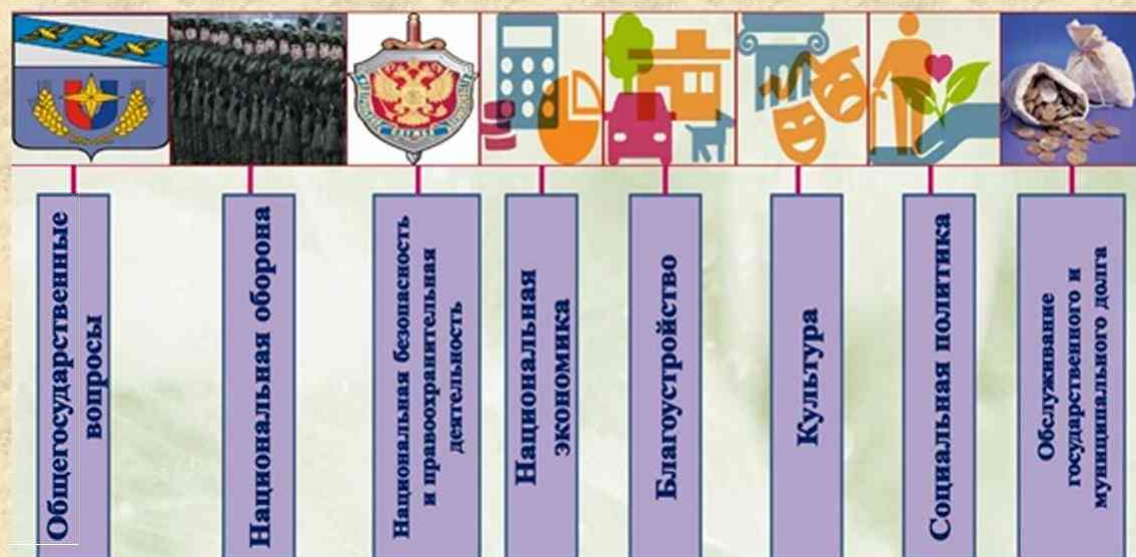 Общегосударственные
вопросы
Национальная оборона
Национальная безопасность
и правоохранительная
деятельность
Национальная
экономика
Благоустройство
Культура
Социальная политика
Обслуживание
государственного и
муниципального долга